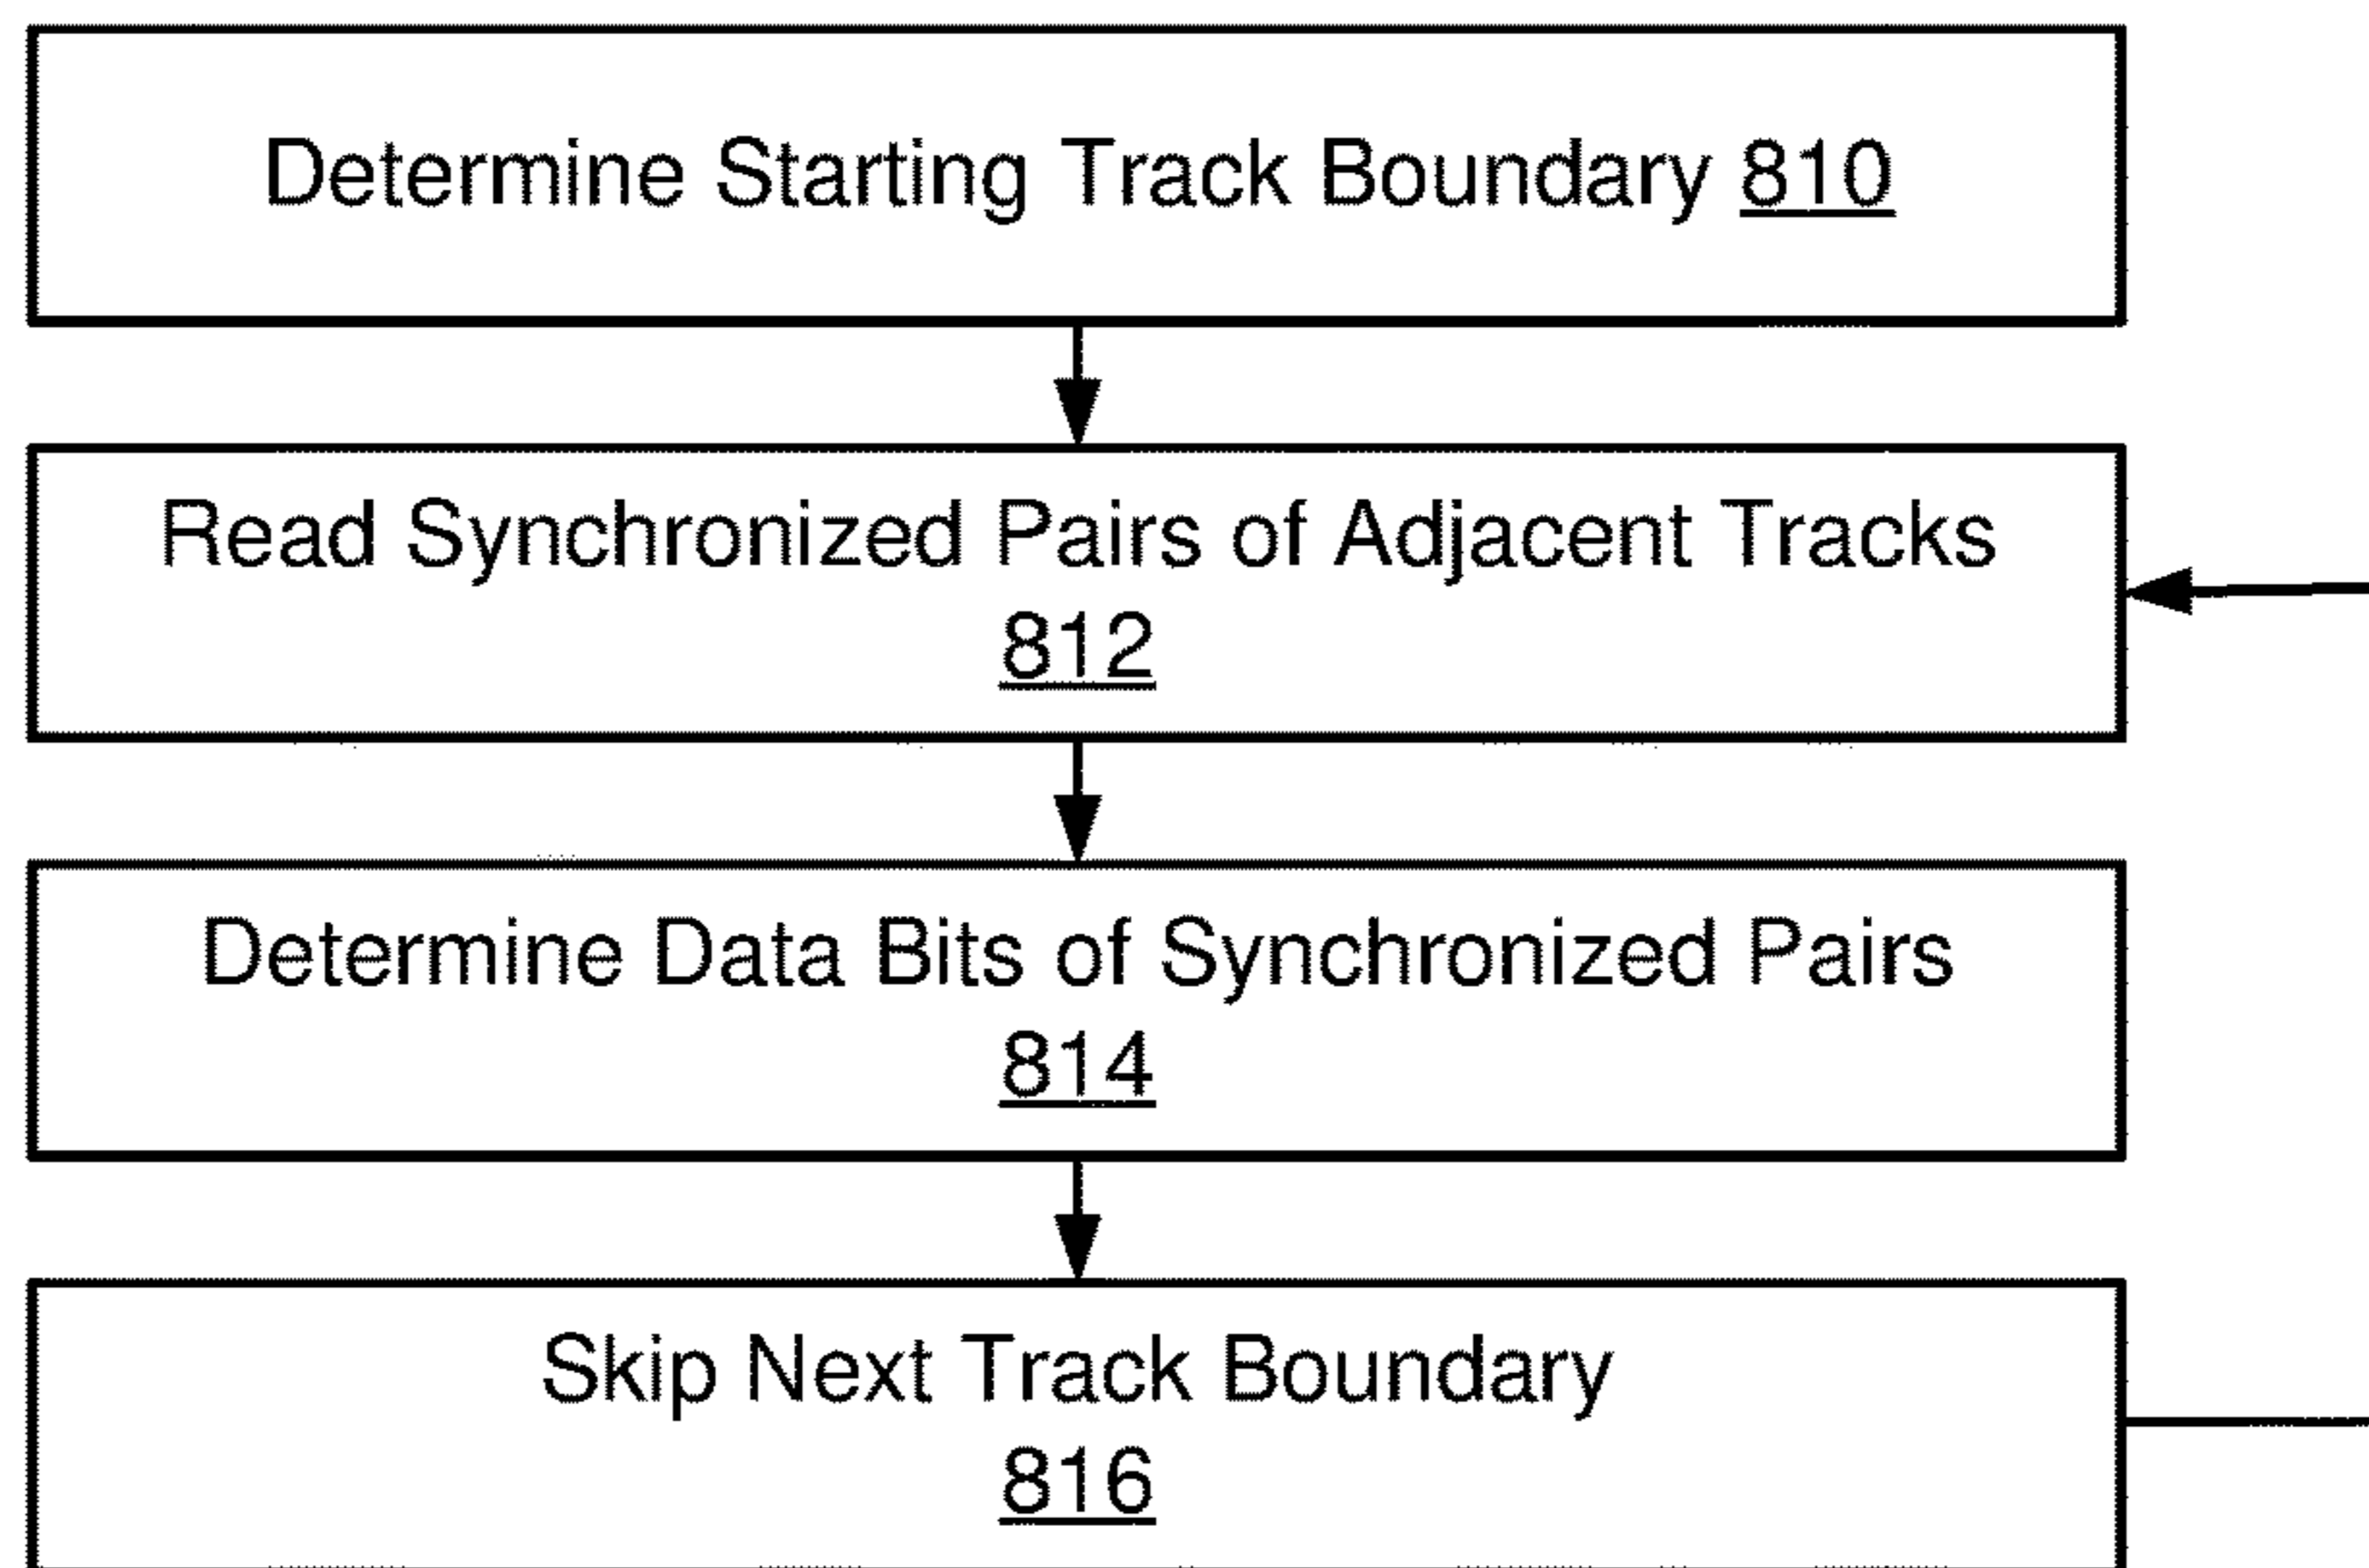 Determine Starting Track Boundary 810
Read Synchronized Pairs of Adjacent Tracks
812
Determine Data Bits of Synchronized Pairs
814
Skip Next Track Boundary
816